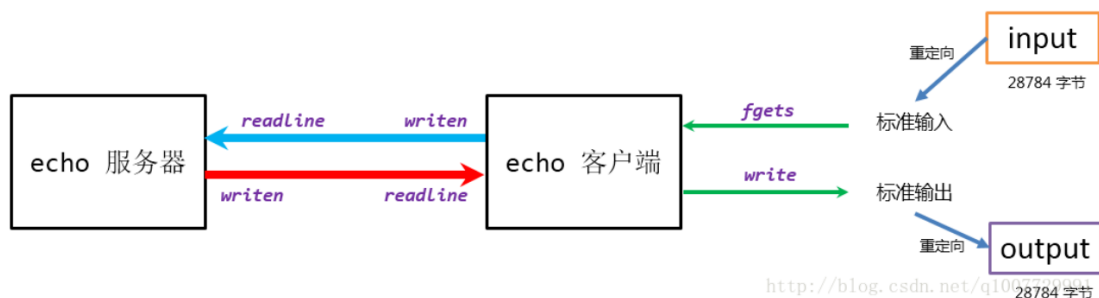 input
重定向
28784 字节
readline
writen
fgets
标准输入
echo 服务器
echo 客户端
write
writen
readline
标准输出
重定向
output
28784 字节